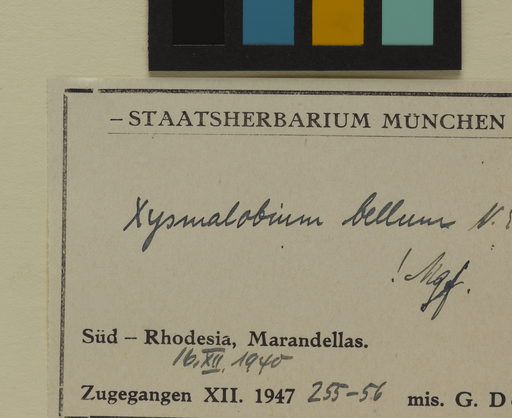 – STAATSHERBARIUM MÜNCHEN
Xysmalobium bellum N.
! Mgf.
Süd – Rhodesia, Marandellas.
16. XII. 1940
Zugegangen XII. 1947 255-56 mis. G. D